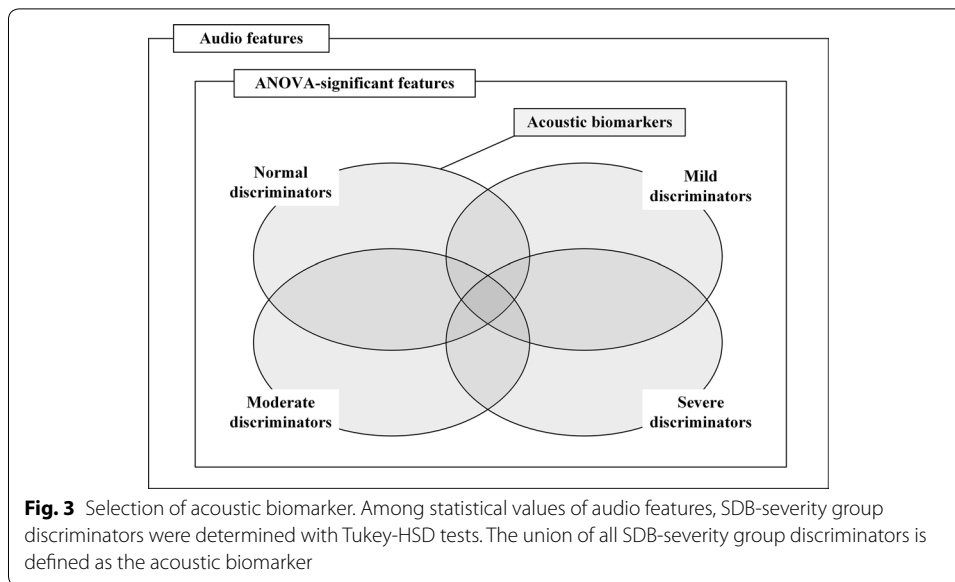 Audio features
ANOVA-significant features
Acoustic biomarkers
Normal
discriminators
Mild
discriminators
Moderate
discriminators
Severe
discriminators
Fig. 3 Selection of acoustic biomarker. Among statistical values of audio features, SDB-severity group
discriminators were determined with Tukey-HSD tests. The union of all SDB-severity group discriminators is
defined as the acoustic biomarker